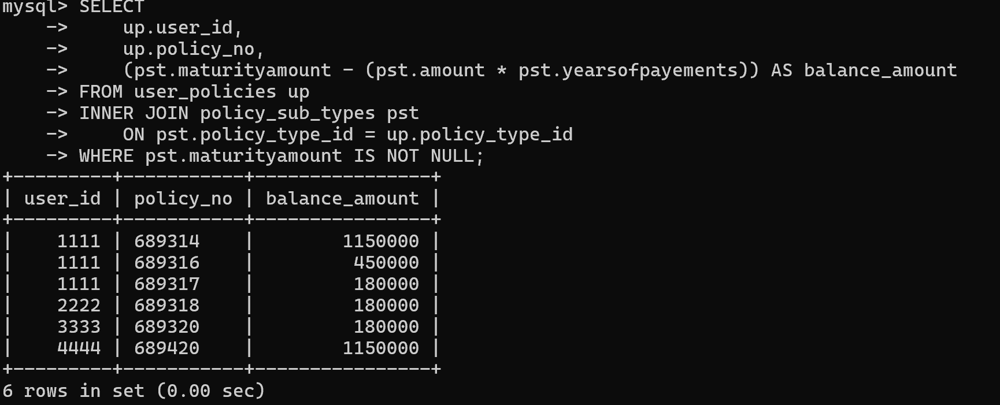 mysql> SELECT
    ->     up.user_id,
    ->     up.policy_no,
    ->     (pst.maturityamount - (pst.amount * pst.yearsofpayements)) AS balance_amount
    -> FROM user_policies up
    -> INNER JOIN policy_sub_types pst
    ->     ON pst.policy_type_id = up.policy_type_id
    -> WHERE pst.maturityamount IS NOT NULL;
+---------+-----------+----------------+
| user_id | policy_no | balance_amount |
+---------+-----------+----------------+
|    1111 | 689314    |        1150000 |
|    1111 | 689316    |         450000 |
|    1111 | 689317    |         180000 |
|    2222 | 689318    |         180000 |
|    3333 | 689320    |         180000 |
|    4444 | 689420    |        1150000 |
+---------+-----------+----------------+
6 rows in set (0.00 sec)